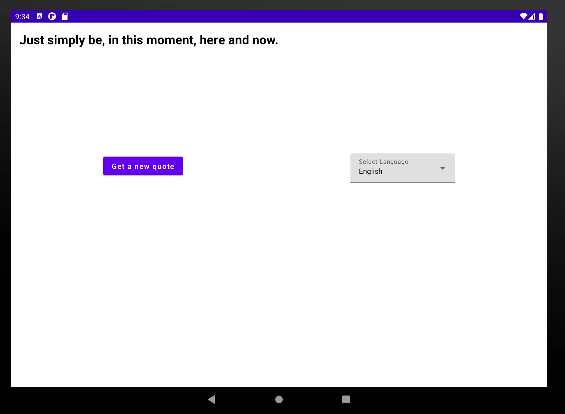 9:34
Just simply be, in this moment, here and now.
Get a new quote
Select Language
English